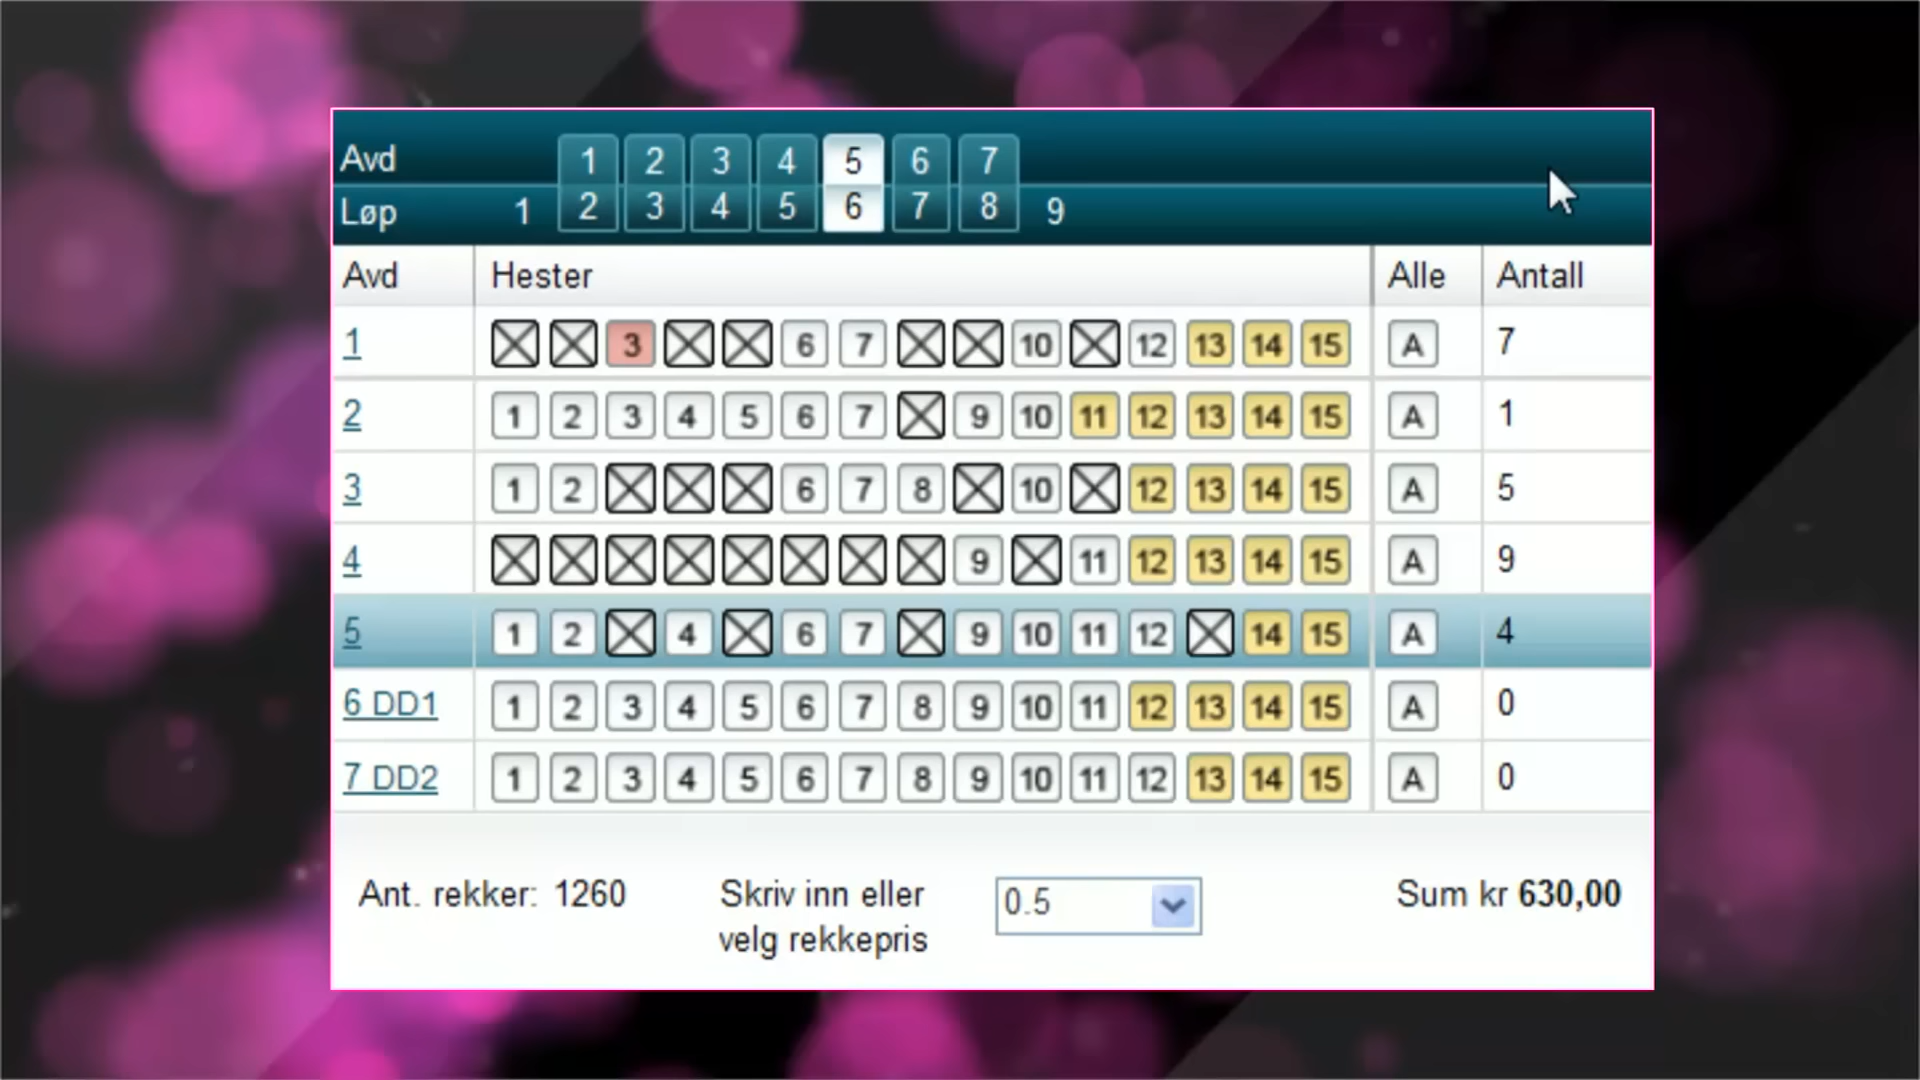 Avd 1 2 3 4 5 6 7
Løp 1 2 3 4 5 6 7 8 9
Avd Hester Alle Antall
1 3 6 7 10 12 13 14 15 A 7
2 1 2 3 4 5 6 7 9 10 11 12 13 14 15 A 1
3 1 2 6 7 8 10 12 13 14 15 A 5
4 9 11 12 13 14 15 A 9
5 1 2 4 6 7 9 10 11 12 14 15 A 4
6 DD1 1 2 3 4 5 6 7 8 9 10 11 12 13 14 15 A 0
7 DD2 1 2 3 4 5 6 7 8 9 10 11 12 13 14 15 A 0
Ant. rekker: 1260 Skriv inn eller 0.5 Sum kr 630,00
velg rekkepris